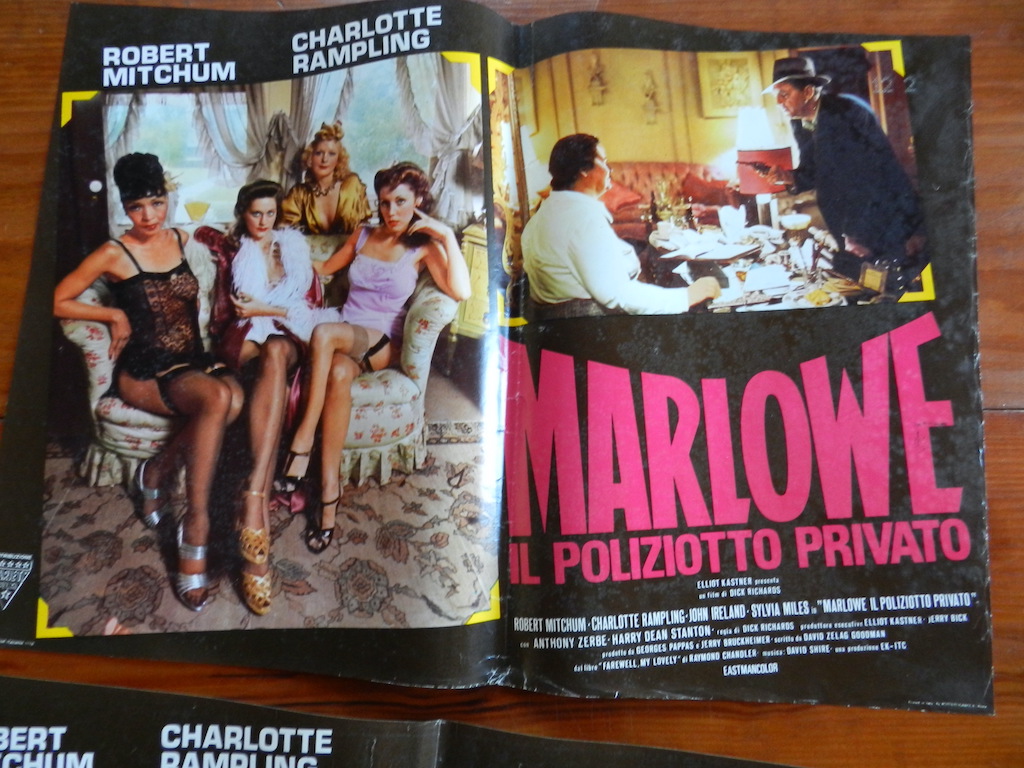 ROBERT
MITCHUM
CHARLOTTE
RAMPLING
MARLOWE
IL POLIZIOTTO PRIVATO
ELLIOT KASTNER presenta
un film di DICK RICHARDS
ROBERT MITCHUM · CHARLOTTE RAMPLING · JOHN IRELAND · SYLVIA MILES in "MARLOWE IL POLIZIOTTO PRIVATO"
con ANTHONY ZERBE · HARRY DEAN STANTON · regia di DICK RICHARDS · produttore esecutivo ELLIOT KASTNER · JERRY BICK
prodotto da GEORGES PAPPAS e JERRY BRUCKHEIMER · scritto da DAVID ZELAG GOODMAN
dal libro "FAREWELL, MY LOVELY" di RAYMOND CHANDLER · musica: DAVID SHIRE · una produzione EK-ITC
EASTMANCOLOR
BERT
CHUM
CHARLOTTE
RAMPLING